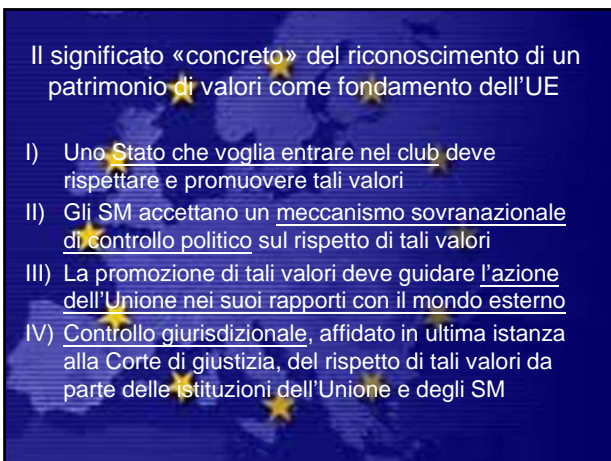 Il significato «concreto» del riconoscimento di un
patrimonio di valori come fondamento dell'UE
I) Uno Stato che voglia entrare nel club deve
rispettare e promuovere tali valori
II) Gli SM accettano un meccanismo sovranazionale
di controllo politico sul rispetto di tali valori
III) La promozione di tali valori deve guidare l'azione
dell'Unione nei suoi rapporti con il mondo esterno
IV) Controllo giurisdizionale, affidato in ultima istanza
alla Corte di giustizia, del rispetto di tali valori da
parte delle istituzioni dell'Unione e degli SM